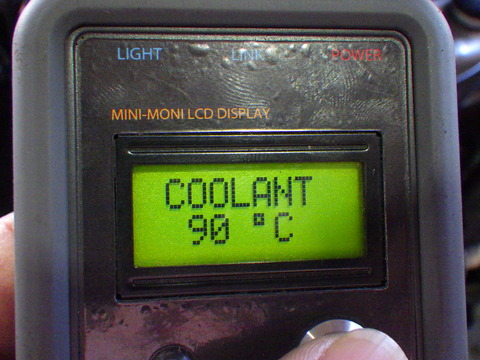 LIGHT LINK POWER
MINI-MONI LCD DISPLAY
COOLANT
90 °C